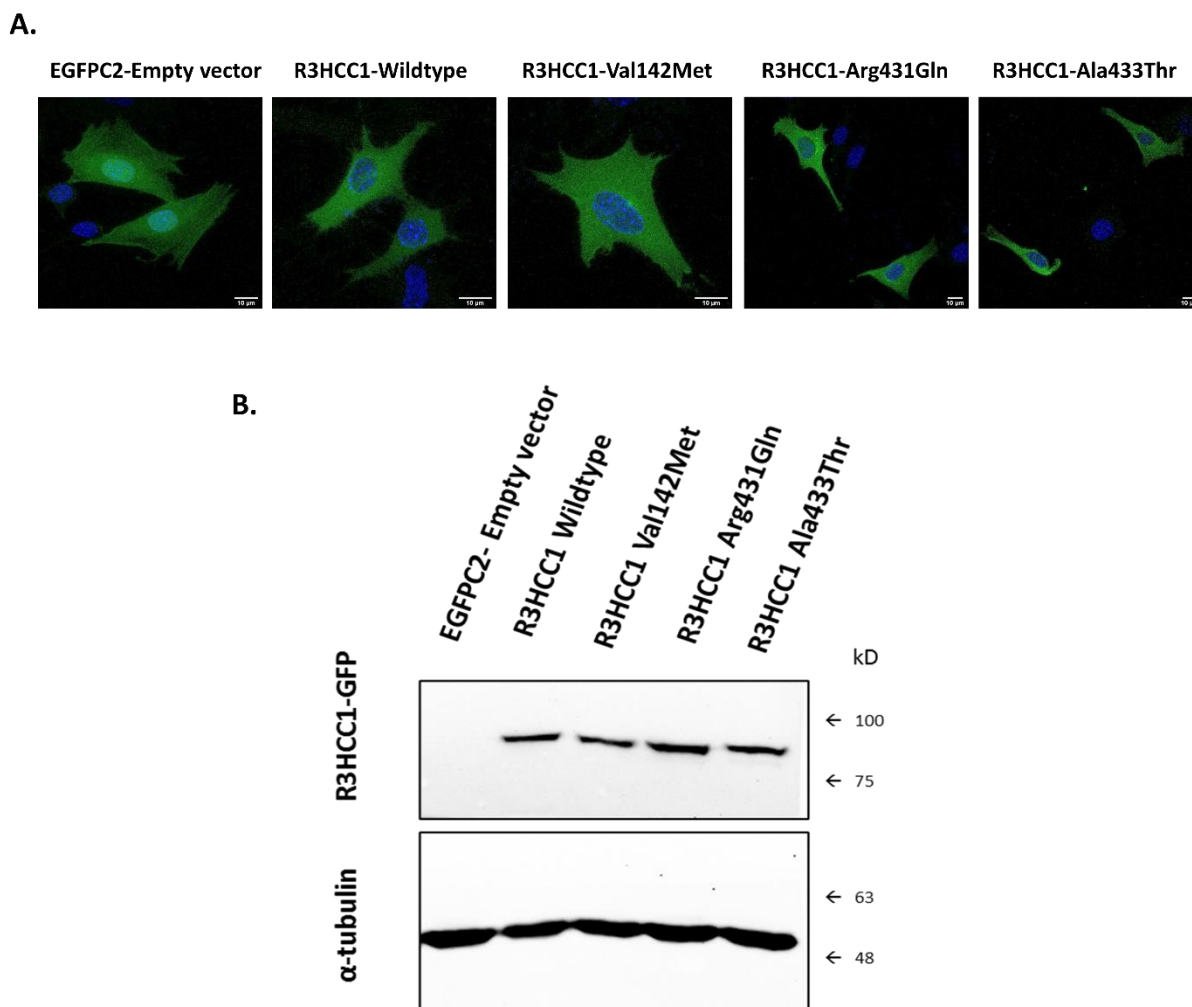 A.
EGFPC2-Empty vector
R3HCC1-Wildtype
R3HCC1-Val142Met
R3HCC1-Arg431Gln
R3HCC1-Ala433Thr
10 µm
10 µm
10 µm
10 µm
10 µ
B.
EGFPC2- Empty vector
R3HCC1 Wildtype
R3HCC1 Val142Met
R3HCC1 Arg431Gln
R3HCC1 Ala433Thr
kD
R3HCC1-GFP
← 100
← 75
α-tubulin
← 63
← 48